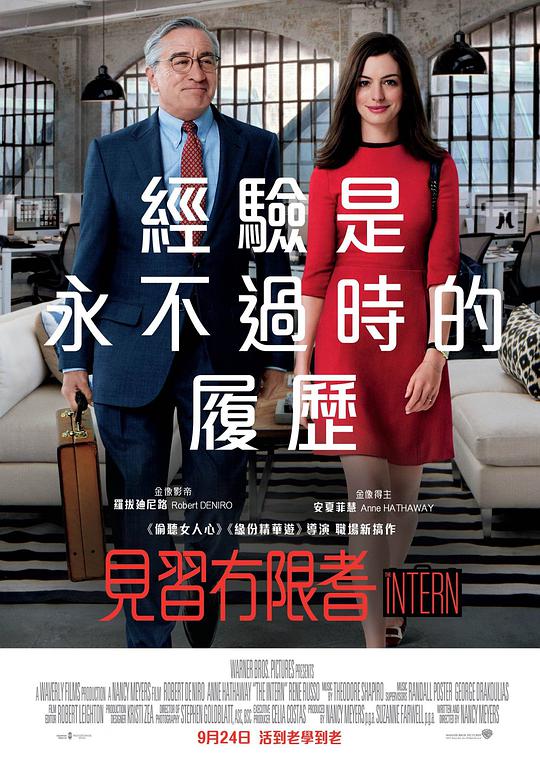 經驗是
永不過時的
履歷
金像影帝
羅拔迪尼路 Robert DENIRO
金像得主
安夏菲慧 Anne HATHAWAY
《偷聽女人心》《緣份精華遊》導演 職場新搞作
見習冇限耆 THE INTERN
WARNER BROS. PICTURES PRESENTS
A WAVERLY FILMS PRODUCTION A NANCY MEYERS FILM ROBERT DE NIRO ANNE HATHAWAY "THE INTERN" RENE RUSSO MUSIC BY THEODORE SHAPIRO MUSIC SUPERVISORS RANDALL POSTER GEORGE DRAKOULIAS
FILM EDITOR ROBERT LEIGHTON PRODUCTION DESIGNER KRISTI ZEA DIRECTOR OF PHOTOGRAPHY STEPHEN GOLDBLATT, ASC, BSC EXECUTIVE PRODUCER CELIA COSTAS PRODUCED BY NANCY MEYERS p.g.a. SUZANNE FARWELL p.g.a. WRITTEN AND DIRECTED BY NANCY MEYERS
9月24日 活到老學到老